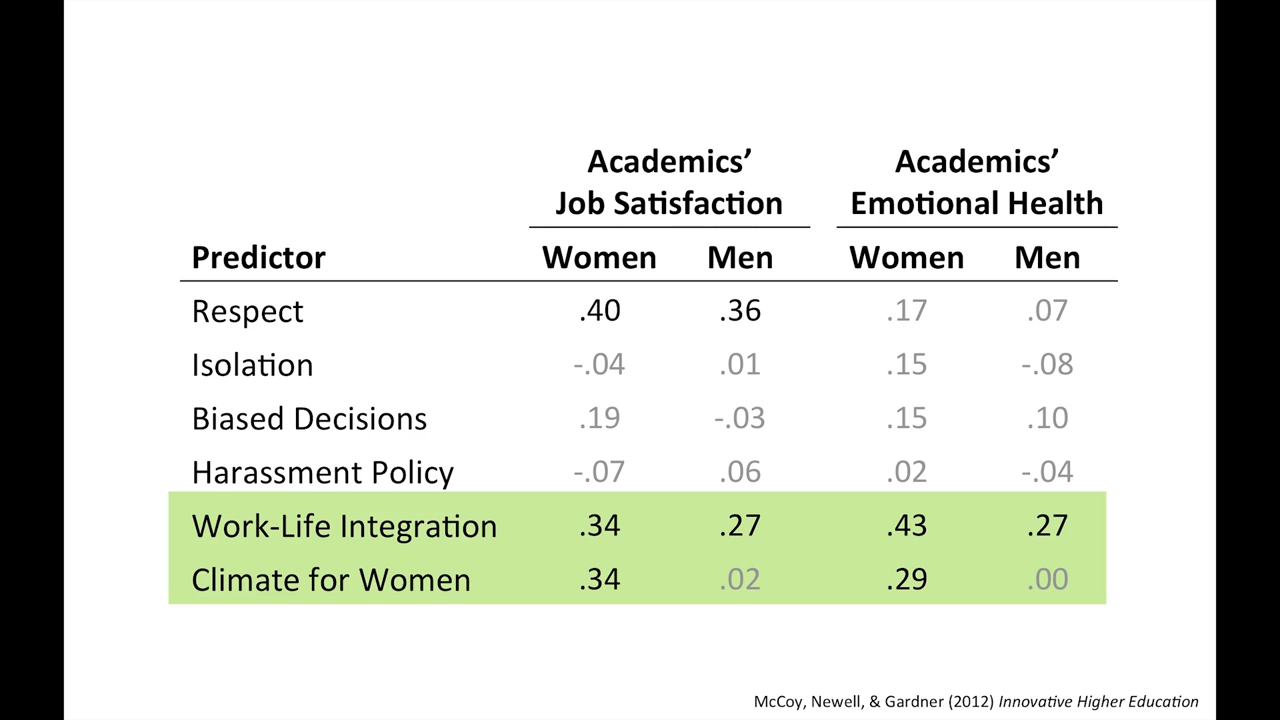 Academics’ Academics’
Job Satisfaction Emotional Health
Predictor Women Men Women Men
Respect .40 .36 .17 .07
Isolation -.04 .01 .15 -.08
Biased Decisions .19 -.03 .15 .10
Harassment Policy -.07 .06 .02 -.04
Work-Life Integration .34 .27 .43 .27
Climate for Women .34 .02 .29 .00
McCoy, Newell, & Gardner (2012) Innovative Higher Education